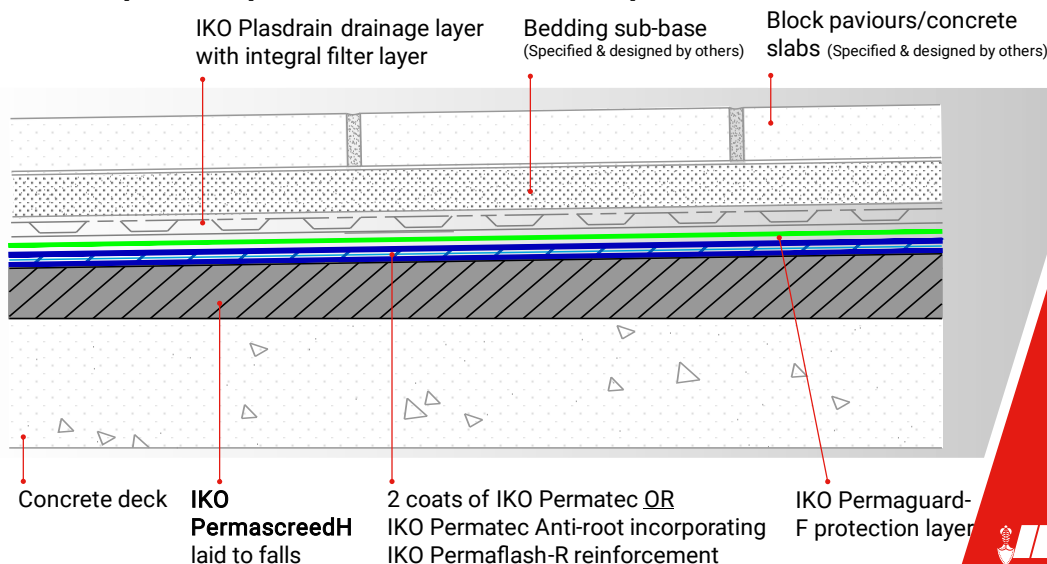 IKO Plasdrain drainage layer
with integral filter layer
Bedding sub-base
(Specified & designed by others)
Block paviours/concrete
slabs (Specified & designed by others)
Concrete deck
IKO
PermascreedH
laid to falls
2 coats of IKO Permatec OR
IKO Permatec Anti-root incorporating
IKO Permaflash-R reinforcement
IKO Permaguard-
F protection layer